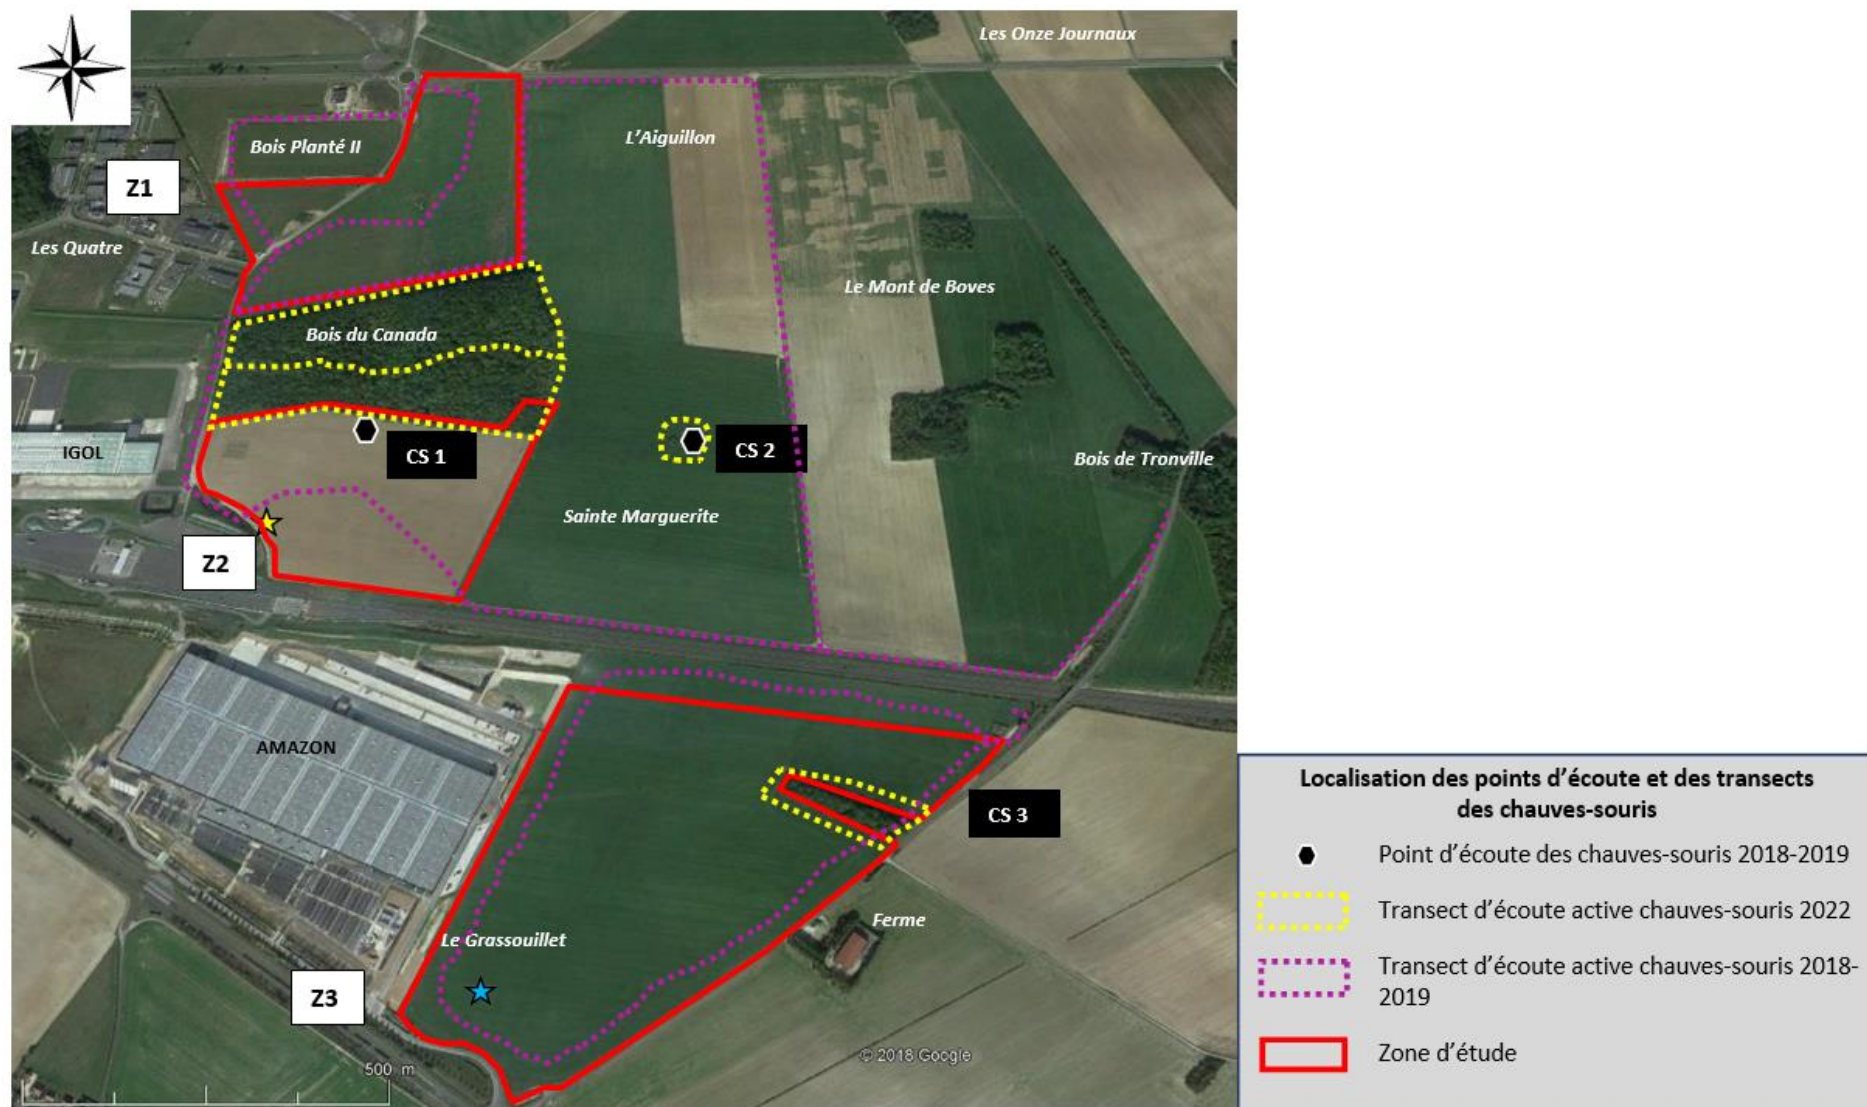 Les Onze Journaux
L'Aiguillon
Bois Planté II
Z1
Les Quatre
Le Mont de Boves
Bois du Canada
IGOL
CS 1
CS 2
Bois de Tronville
Sainte Marguerite
Z2
AMAZON
CS 3
Ferme
Le Grassouillet
Z3
© 2018 Google
500 m
Localisation des points d'écoute et des transects
des chauves-souris
Point d'écoute des chauves-souris 2018-2019
Transect d'écoute active chauves-souris 2022
Transect d'écoute active chauves-souris 2018-
2019
Zone d'étude